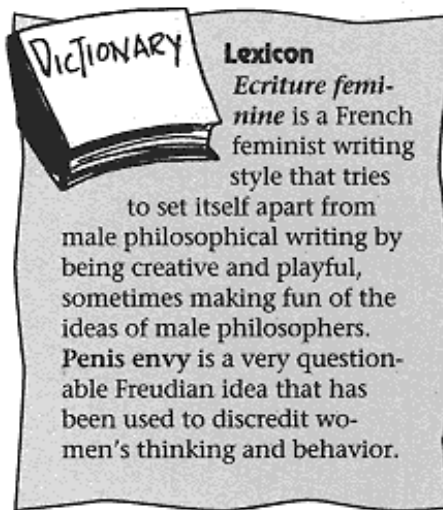 DICTIONARY
Lexicon
Ecriture femi-
nine is a French
feminist writing
style that tries
to set itself apart from
male philosophical writing by
being creative and playful,
sometimes making fun of the
ideas of male philosophers.
Penis envy is a very question-
able Freudian idea that has
been used to discredit wo-
men's thinking and behavior.